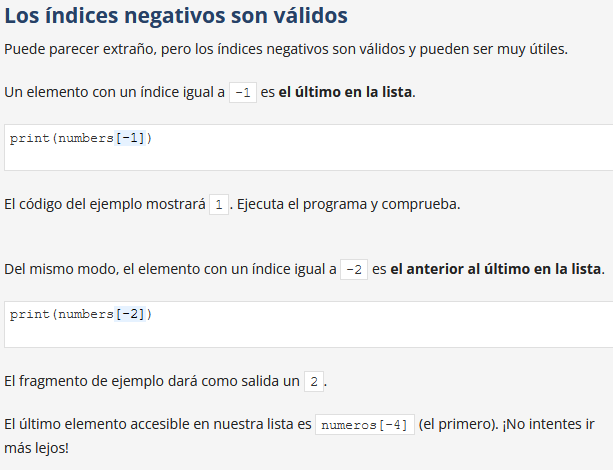 Los índices negativos son válidos
Puede parecer extraño, pero los índices negativos son válidos y pueden ser muy útiles.
Un elemento con un índice igual a -1 es el último en la lista.
print(numbers[-1])
El código del ejemplo mostrará 1. Ejecuta el programa y comprueba.
Del mismo modo, el elemento con un índice igual a -2 es el anterior al último en la lista.
print(numbers[-2])
El fragmento de ejemplo dará como salida un 2.
El último elemento accesible en nuestra lista es numeros[-4] (el primero). ¡No intentes ir
más lejos!